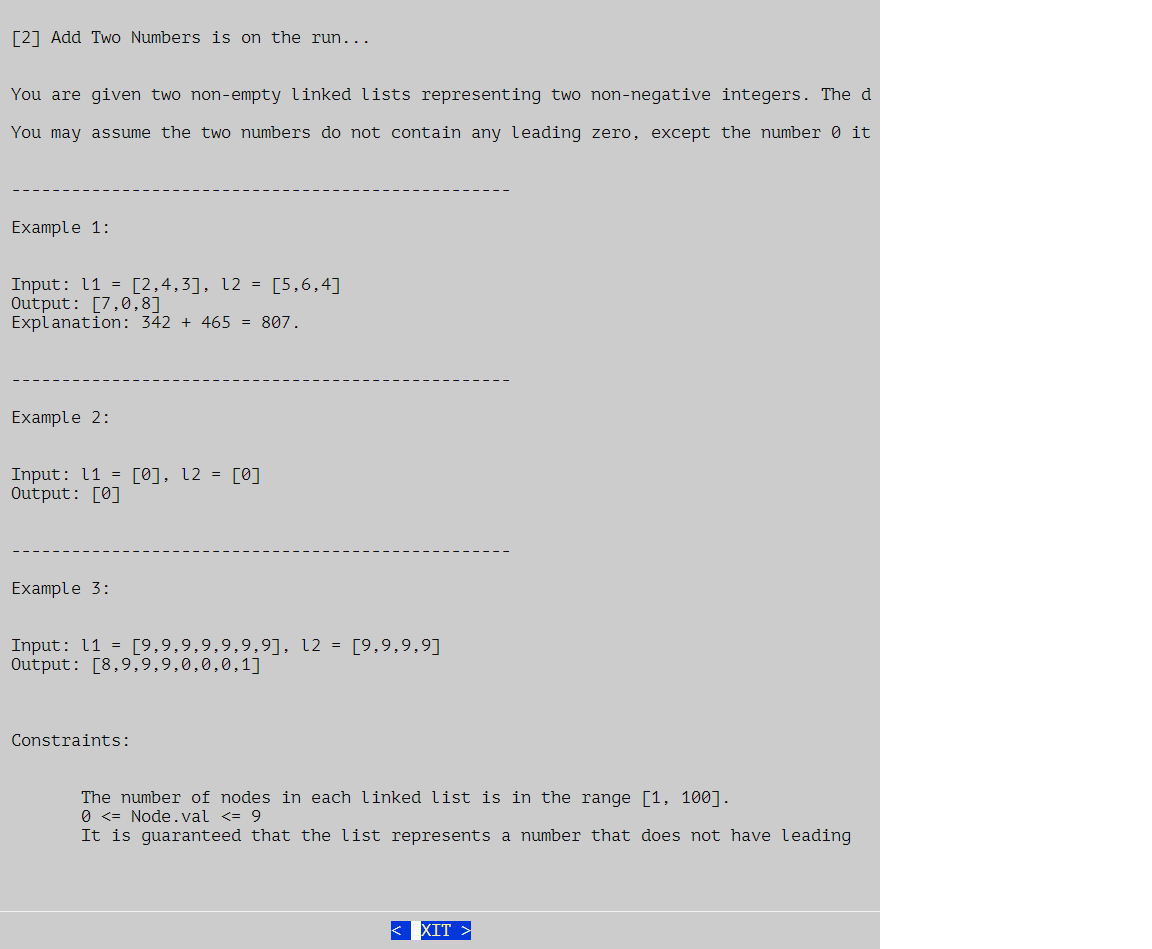 [2] Add Two Numbers is on the run...
You are given two non-empty linked lists representing two non-negative integers. The d
You may assume the two numbers do not contain any leading zero, except the number 0 it
--------------------------------------------------
Example 1:
Input: l1 = [2,4,3], l2 = [5,6,4]
Output: [7,0,8]
Explanation: 342 + 465 = 807.
--------------------------------------------------
Example 2:
Input: l1 = [0], l2 = [0]
Output: [0]
--------------------------------------------------
Example 3:
Input: l1 = [9,9,9,9,9,9,9], l2 = [9,9,9,9]
Output: [8,9,9,9,0,0,0,1]
Constraints:
The number of nodes in each linked list is in the range [1, 100].
0 <= Node.val <= 9
It is guaranteed that the list represents a number that does not have leading
< XIT >